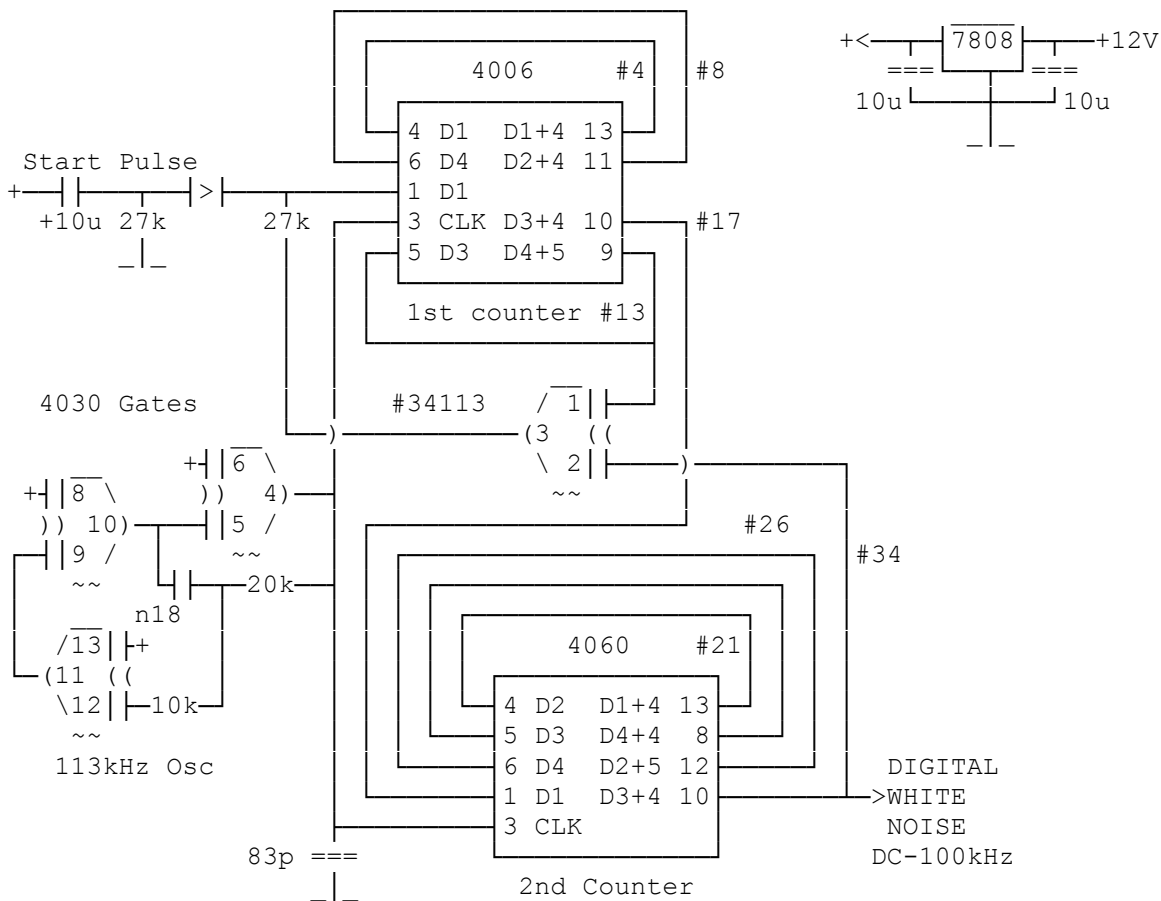 7808
+< +12V
4006 #4 #8
10u 10u
4 D1 D1+4 13
Start Pulse 6 D4 D2+4 11
+ > 1 D1
+10u 27k 27k 3 CLK D3+4 10 #17
5 D3 D4+5 9
1st counter #13
4030 Gates #34113 1
3
+ 6 2
+ 8 4
10 5 #26
9 #34
20k
n18
13 + 4060 #21
11
12 10k 4 D2 D1+4 13
5 D3 D4+4 8
113kHz Osc 6 D4 D2+5 12 DIGITAL
1 D1 D3+4 10 >WHITE
3 CLK NOISE
83p DC-100kHz
2nd Counter